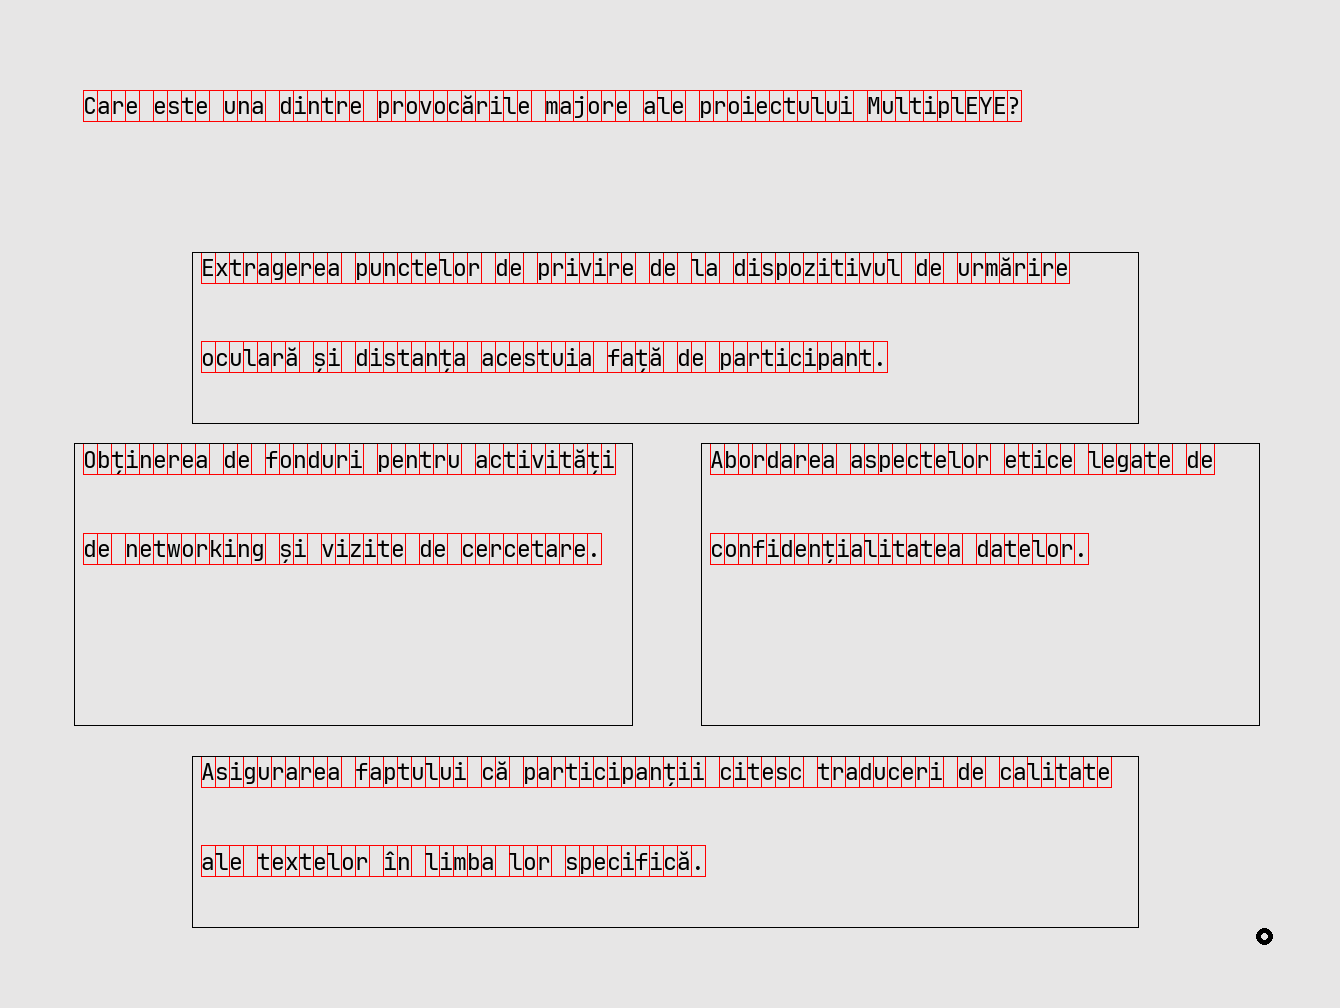 Care este una dintre provocările majore ale proiectului MultiplEYE?
Extragerea punctelor de privire de la dispozitivul de urmărire
oculară și distanța acestuia față de participant.
Obținerea de fonduri pentru activități
de networking și vizite de cercetare.
Abordarea aspectelor etice legate de
confidențialitatea datelor.
Asigurarea faptului că participanții citesc traduceri de calitate
ale textelor în limba lor specifică.